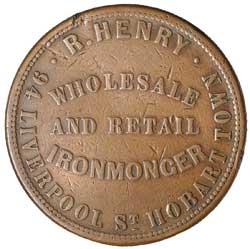 R. HENRY
WHOLESALE
AND RETAIL
IRONMONGER
94 LIVERPOOL ST HOBART TOWN